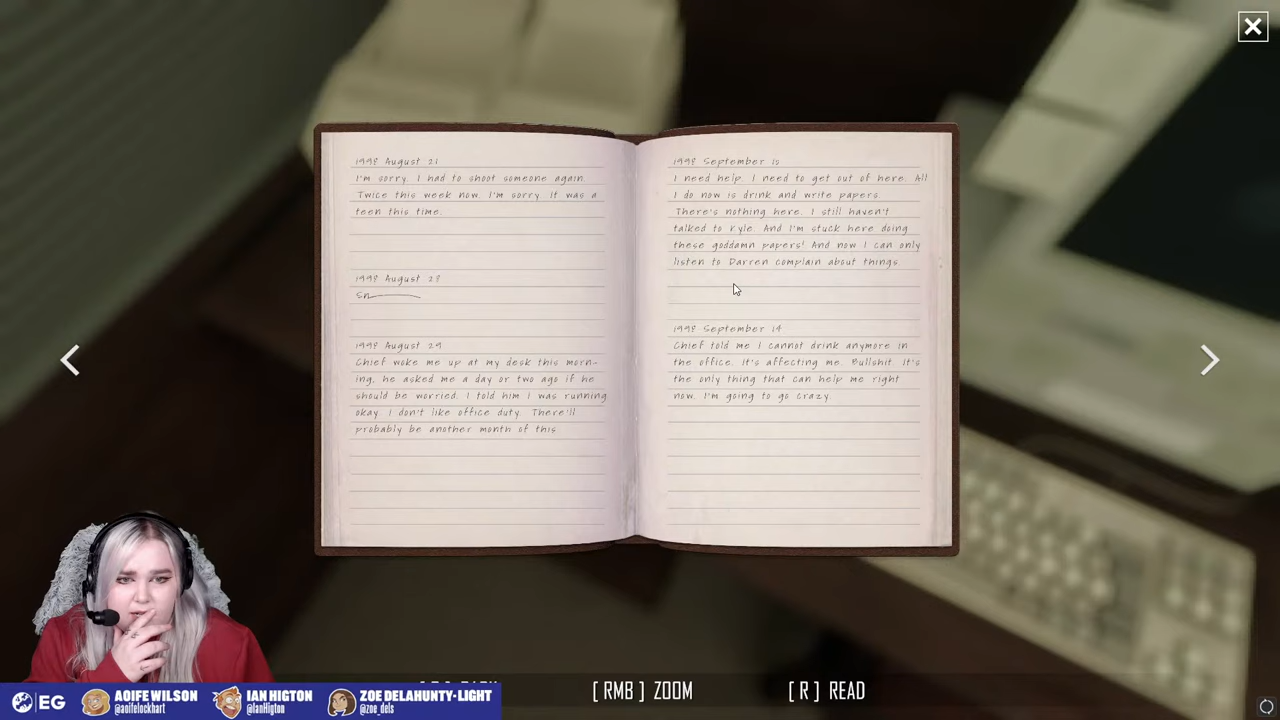 1998 August 21
I'm sorry. I had to shoot someone again.
Twice this week now. I'm sorry. It was a
teen this time.
1998 August 23
Sn
1998 August 29
Chief woke me up at my desk this morn-
ing, he asked me a day or two ago if he
should be worried. I told him I was running
okay. I don't like office duty. There'll
probably be another month of this
1998 September 15
I need help. I need to get out of here. All
I do now is drink and write papers.
There's nothing here. I still haven't
talked to Kyle. And I'm stuck here doing
these goddamn papers! And now I can only
listen to Darren complain about things
1998 September 14
Chief told me I cannot drink anymore in
the office. It's affecting me. Bullshit. It's
the only thing that can help me right
now. I'm going to go crazy.
[RMB] ZOOM
[R] READ
EG
AOIFE WILSON
@aoifelockhart
IAN HIGTON
@IanHigton
ZOE DELAHUNTY-LIGHT
@zoe_dels